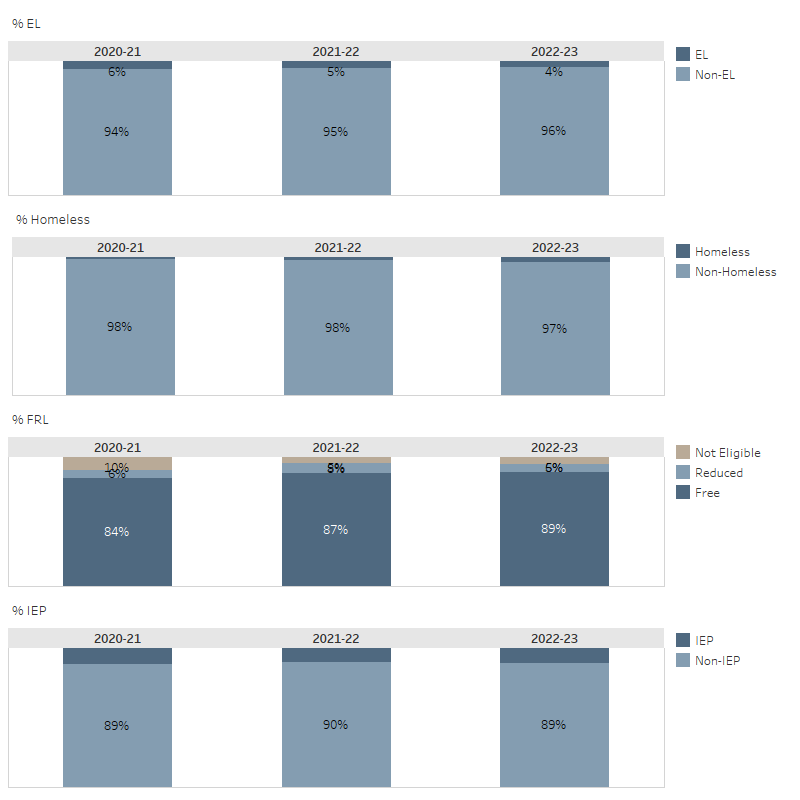 % EL
2020-21 2021-22 2022-23
EL
Non-EL
6% 5% 4%
94% 95% 96%
% Homeless
2020-21 2021-22 2022-23
Homeless
Non-Homeless
98% 98% 97%
% FRL
2020-21 2021-22 2022-23
Not Eligible
Reduced
Free
10%
6%
84% 87% 89%
% IEP
2020-21 2021-22 2022-23
IEP
Non-IEP
89% 90% 89%